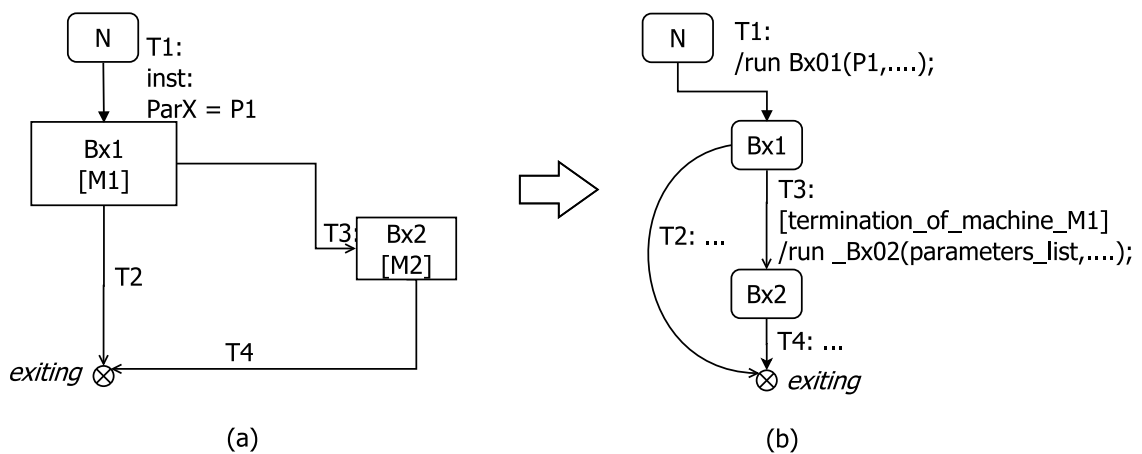 N
T1:
inst:
ParX = P1
Bx1
[M1]
T3:
Bx2
[M2]
T2
T4
exiting
(a)
N
T1:
/run Bx01(P1,....);
Bx1
T3:
[termination_of_machine_M1]
/run _Bx02(parameters_list,....);
T2: ...
Bx2
T4: ...
exiting
(b)